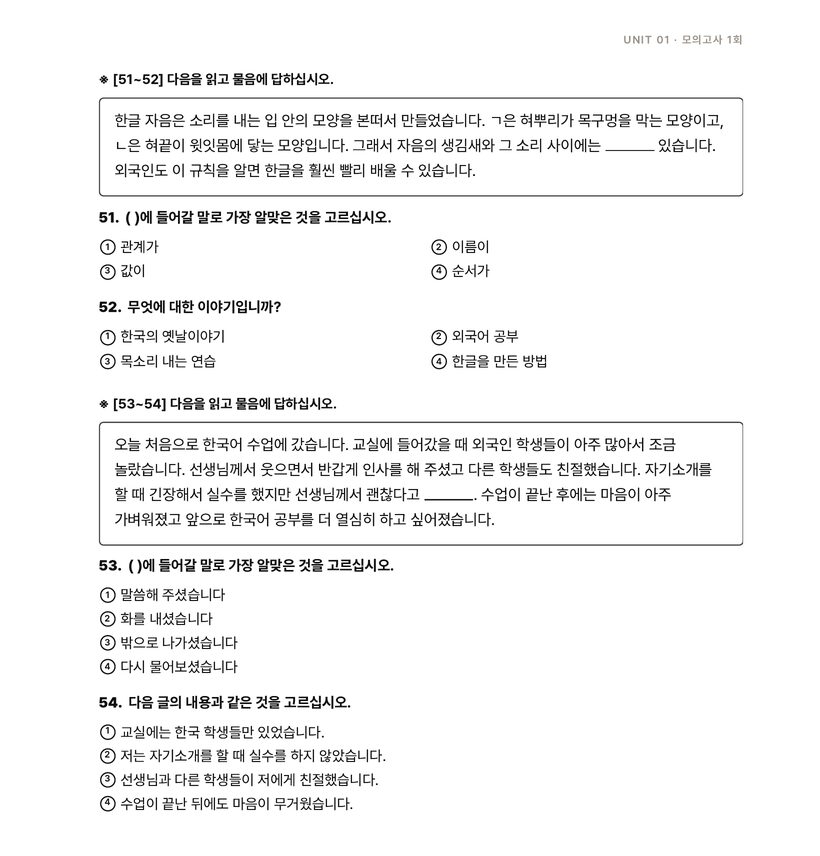 UNIT 01 · 모의고사 1회
※ [51~52] 다음을 읽고 물음에 답하십시오.
한글 자음은 소리를 내는 입 안의 모양을 본떠서 만들었습니다. ㄱ은 혀뿌리가 목구멍을 막는 모양이고,
ㄴ은 혀끝이 윗잇몸에 닿는 모양입니다. 그래서 자음의 생김새와 그 소리 사이에는 ______ 있습니다.
외국인도 이 규칙을 알면 한글을 훨씬 빨리 배울 수 있습니다.
51. ( )에 들어갈 말로 가장 알맞은 것을 고르십시오.
① 관계가 ② 이름이
③ 값이 ④ 순서가
52. 무엇에 대한 이야기입니까?
① 한국의 옛날이야기 ② 외국어 공부
③ 목소리 내는 연습 ④ 한글을 만든 방법
※ [53~54] 다음을 읽고 물음에 답하십시오.
오늘 처음으로 한국어 수업에 갔습니다. 교실에 들어갔을 때 외국인 학생들이 아주 많아서 조금
놀랐습니다. 선생님께서 웃으면서 반갑게 인사를 해 주셨고 다른 학생들도 친절했습니다. 자기소개를
할 때 긴장해서 실수를 했지만 선생님께서 괜찮다고 ______. 수업이 끝난 후에는 마음이 아주
가벼워졌고 앞으로 한국어 공부를 더 열심히 하고 싶어졌습니다.
53. ( )에 들어갈 말로 가장 알맞은 것을 고르십시오.
① 말씀해 주셨습니다
② 화를 내셨습니다
③ 밖으로 나가셨습니다
④ 다시 물어보셨습니다
54. 다음 글의 내용과 같은 것을 고르십시오.
① 교실에는 한국 학생들만 있었습니다.
② 저는 자기소개를 할 때 실수를 하지 않았습니다.
③ 선생님과 다른 학생들이 저에게 친절했습니다.
④ 수업이 끝난 뒤에도 마음이 무거웠습니다.